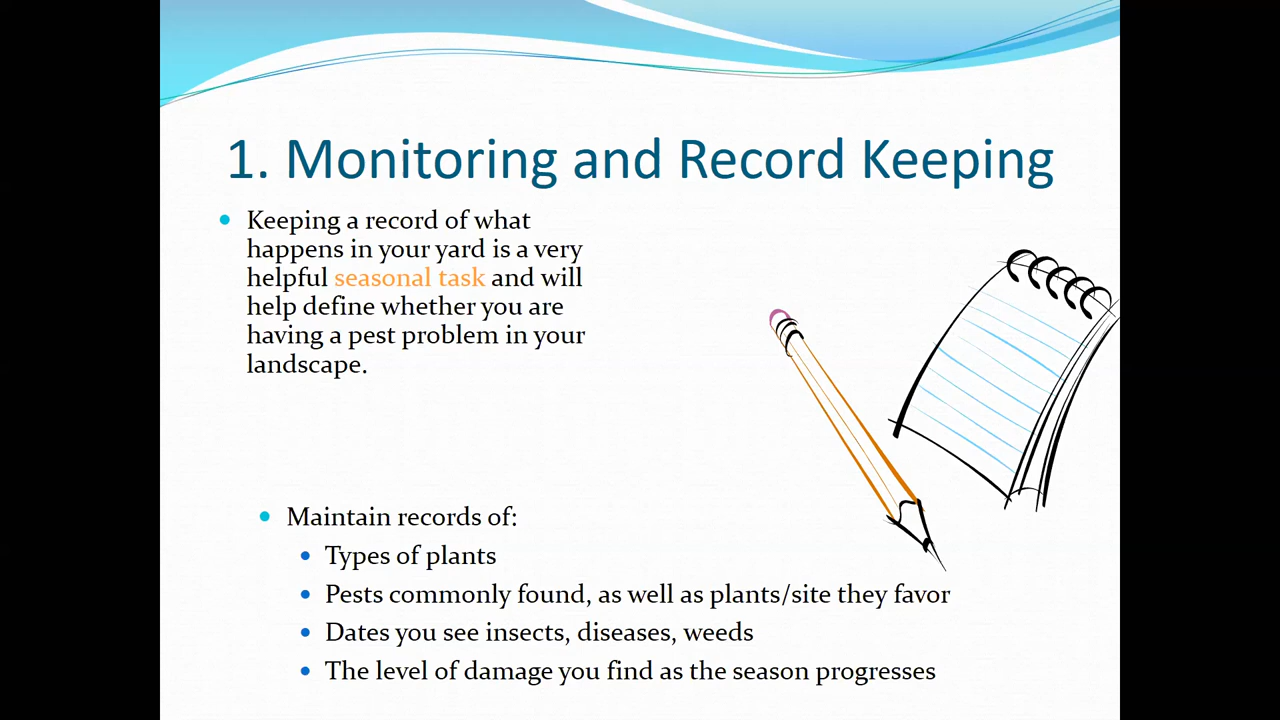 1. Monitoring and Record Keeping
Keeping a record of what
happens in your yard is a very
helpful seasonal task and will
help define whether you are
having a pest problem in your
landscape.
Maintain records of:
Types of plants
Pests commonly found, as well as plants/site they favor
Dates you see insects, diseases, weeds
The level of damage you find as the season progresses